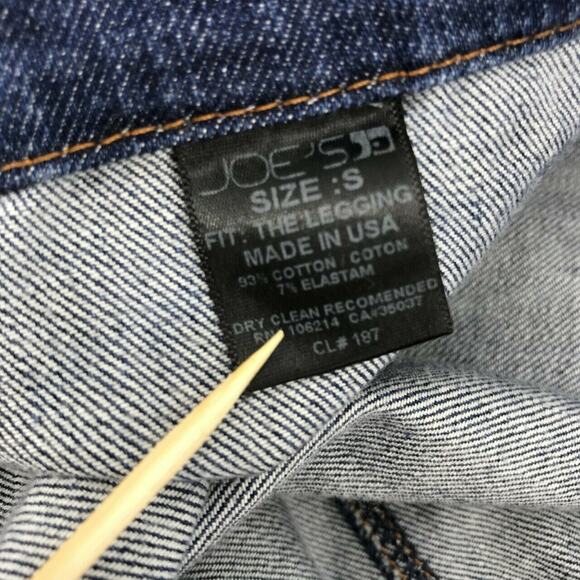 JOE'S
SIZE :S
FIT: THE LEGGING
MADE IN USA
93% COTTON / COTON
7% ELASTAM
DRY CLEAN RECOMENDED
RN# 106214 CA#35037
CL# 187